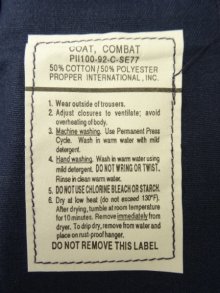 COAT, COMBAT
PII100-92-C-SE77
50% COTTON/50% POLYESTER
PROPPER INTERNATIONAL, INC.
1. Wear outside of trousers.
2. Adjust closures to ventilate; avoid
overheating of body.
3. Machine washing. Use Permanent Press
Cycle. Wash in warm water with mild
detergent.
4. Hand washing. Wash in warm water using
mild detergent. DO NOT WRING OR TWIST.
Rinse in clean warm water.
5. DO NOT USE CHLORINE BLEACH OR STARCH.
6. Dry at low heat (do not exceed 130°F).
After drying, tumble at room temperature
for 10 minutes. Remove immediately from
dryer. To drip dry, remove from water and
place on rust-proof hanger.
DO NOT REMOVE THIS LABEL